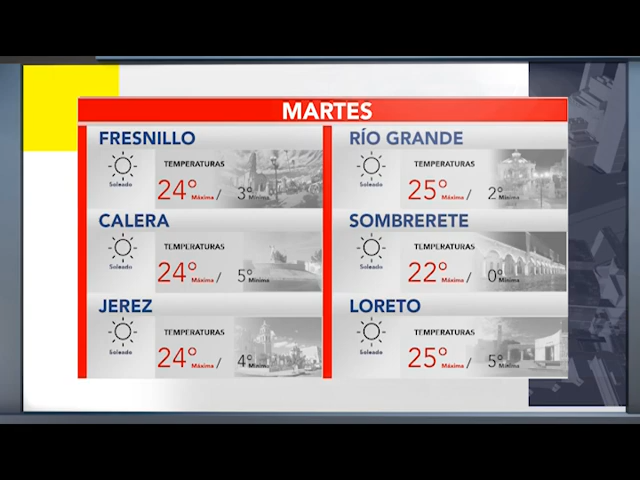 MARTES
FRESNILLO
Soleado
TEMPERATURAS
24° Máxima / 3° Mínima
CALERA
Soleado
TEMPERATURAS
24° Máxima / 5° Mínima
JEREZ
Soleado
TEMPERATURAS
24° Máxima / 4° Mínima
RÍO GRANDE
Soleado
TEMPERATURAS
25° Máxima / 2° Mínima
SOMBRERETE
Soleado
TEMPERATURAS
22° Máxima / 0° Mínima
LORETO
Soleado
TEMPERATURAS
25° Máxima / 5° Mínima